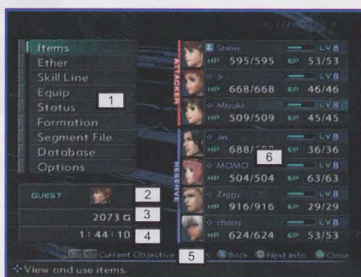 Items
Ether
Skill Line
Equip
Status
Formation
Segment File
Database
Options
1
GUEST
2
2073 G
3
1:44:10
4
ATTACKER
Shion LV 8
HP 595/595 EP 53/53
Jr. LV 8
HP 668/668 EP 46/46
Miyuki LV 8
HP 509/509 EP 45/45
RESERVE
Jin LV 8
HP 688/ EP 36/36
6
MOMO LV 8
HP 504/504 EP 63/63
Ziggy LV 8
HP 916/916 EP 29/29
chaos LV 8
HP 624/624 EP 53/53
Current Objective 5 Back Next Info Close
View and use items.